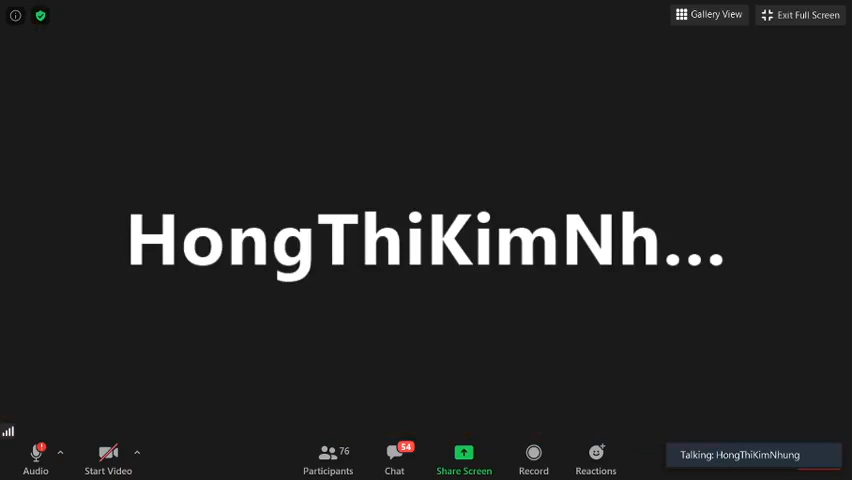 Gallery View
Exit Full Screen
HongThiKimNh...
Audio
Start Video
76
Participants
54
Chat
Share Screen
Record
Reactions
Talking: HongThiKimNhung